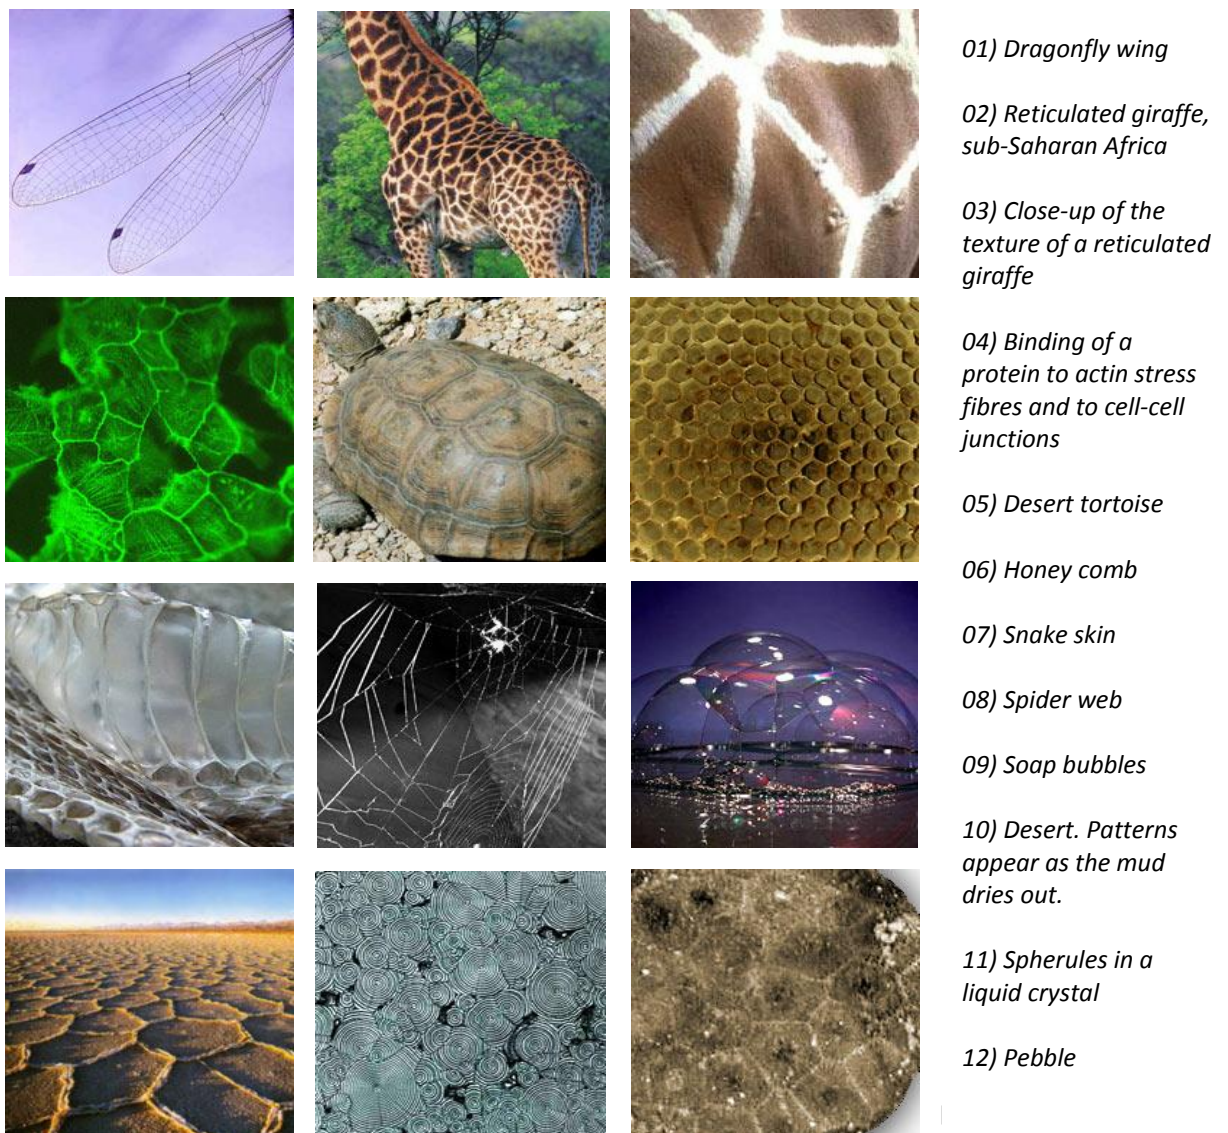 01) Dragonfly wing
02) Reticulated giraffe,
sub-Saharan Africa
03) Close-up of the
texture of a reticulated
giraffe
04) Binding of a
protein to actin stress
fibres and to cell-cell
junctions
05) Desert tortoise
06) Honey comb
07) Snake skin
08) Spider web
09) Soap bubbles
10) Desert. Patterns
appear as the mud
dries out.
11) Spherules in a
liquid crystal
12) Pebble